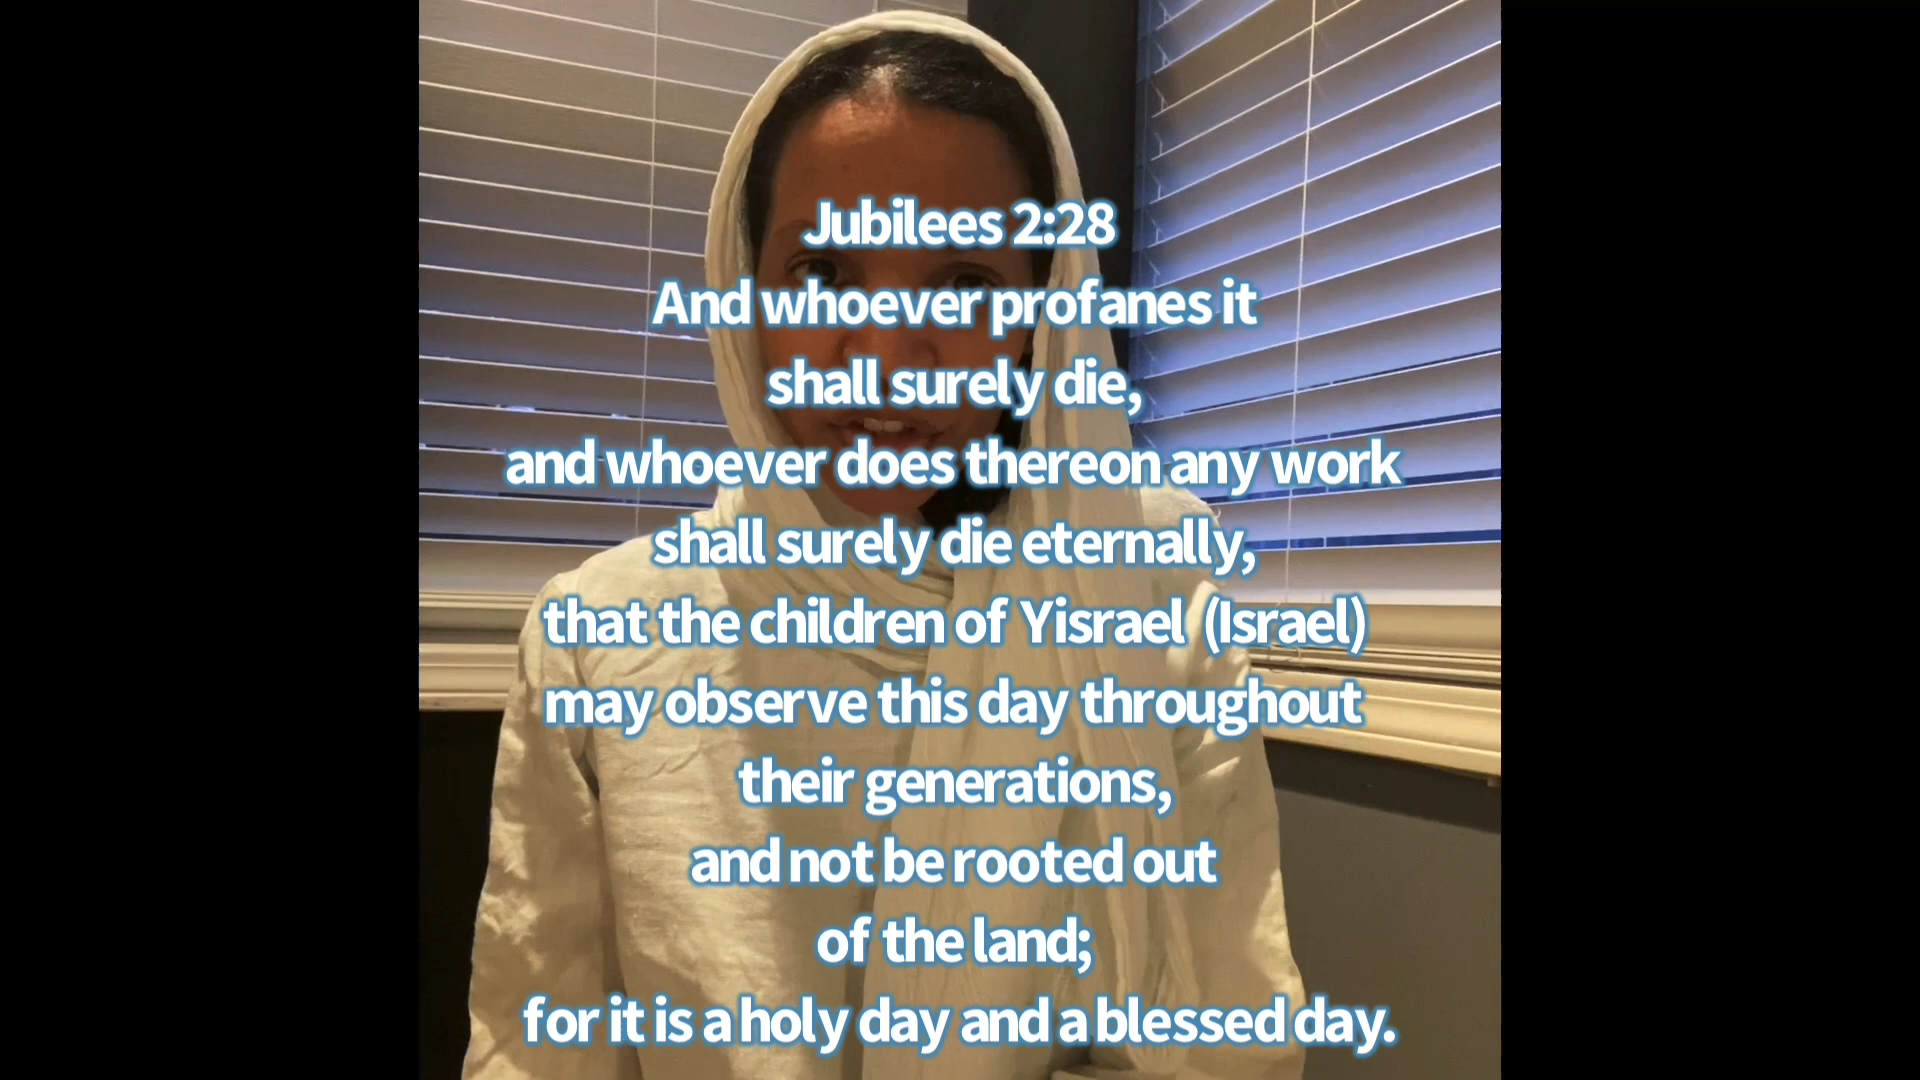 Jubilees 2:28
And whoever profanes it
shall surely die,
and whoever does thereon any work
shall surely die eternally,
that the children of Yisrael (Israel)
may observe this day throughout
their generations,
and not be rooted out
of the land;
for it is a holy day and a blessed day.